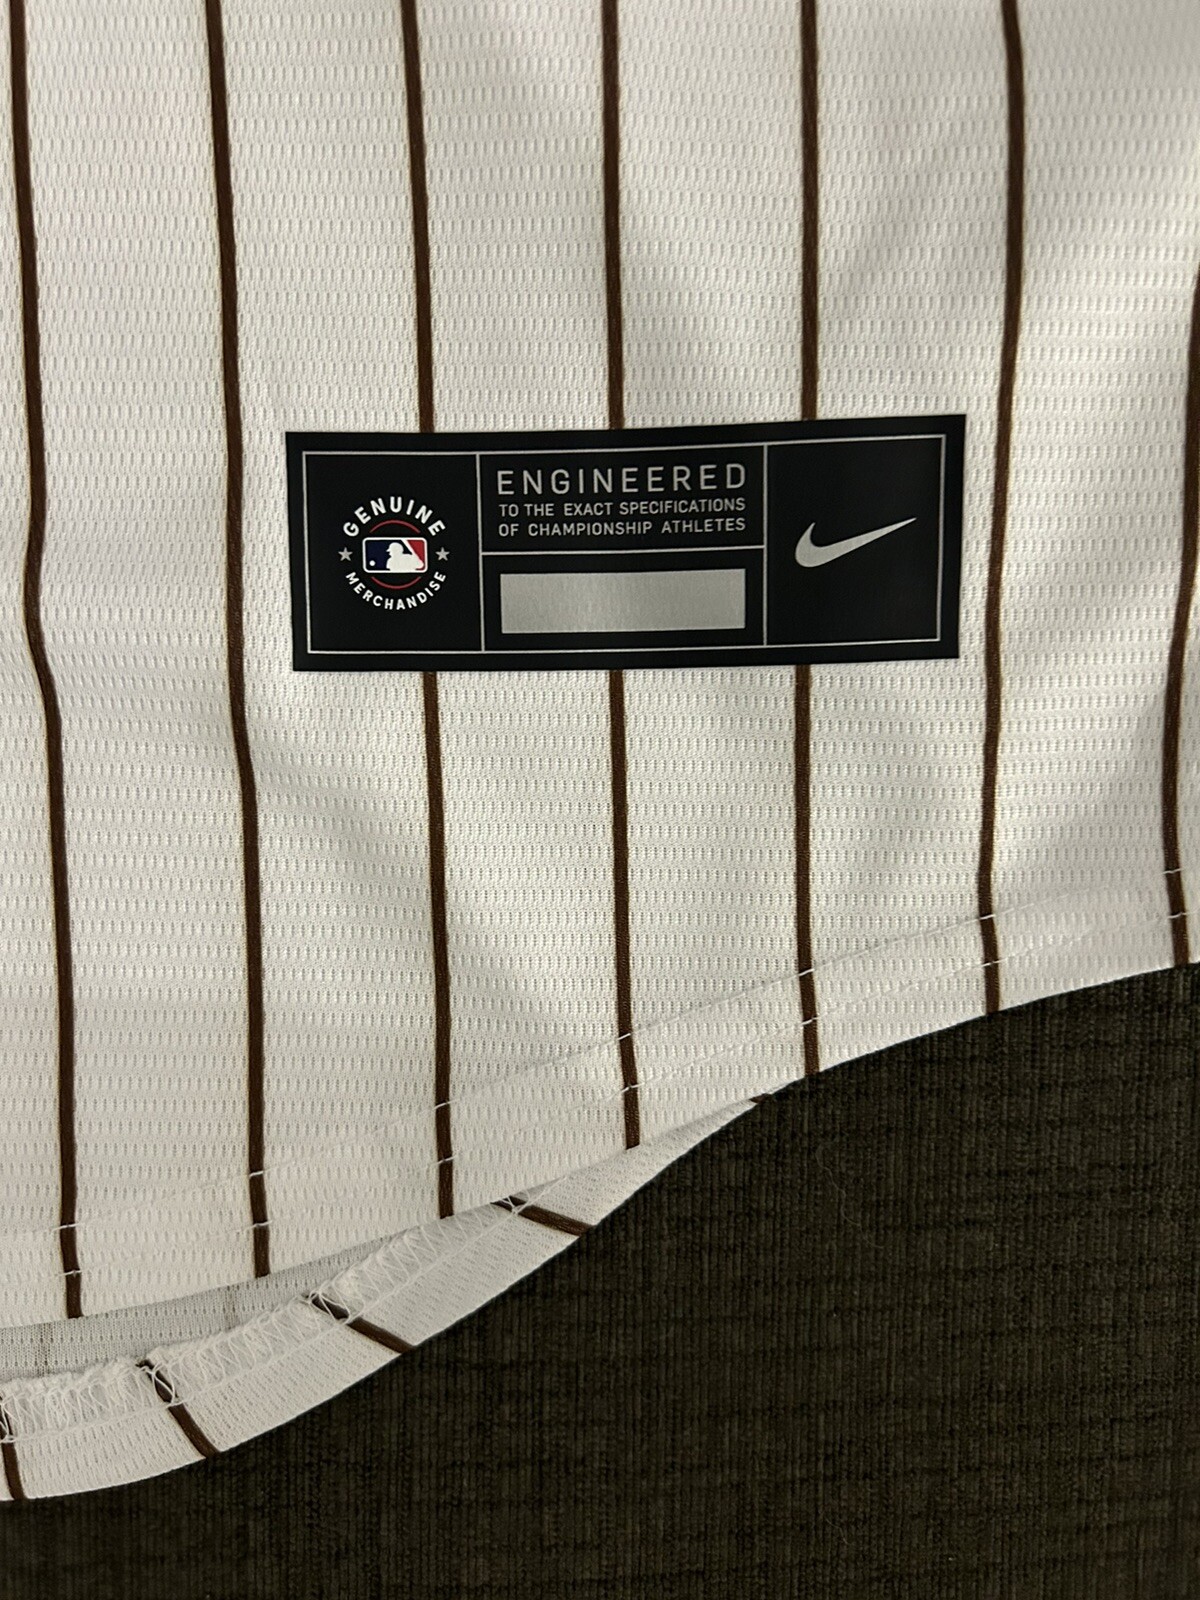 GENUINE
MERCHANDISE
ENGINEERED
TO THE EXACT SPECIFICATIONS
OF CHAMPIONSHIP ATHLETES